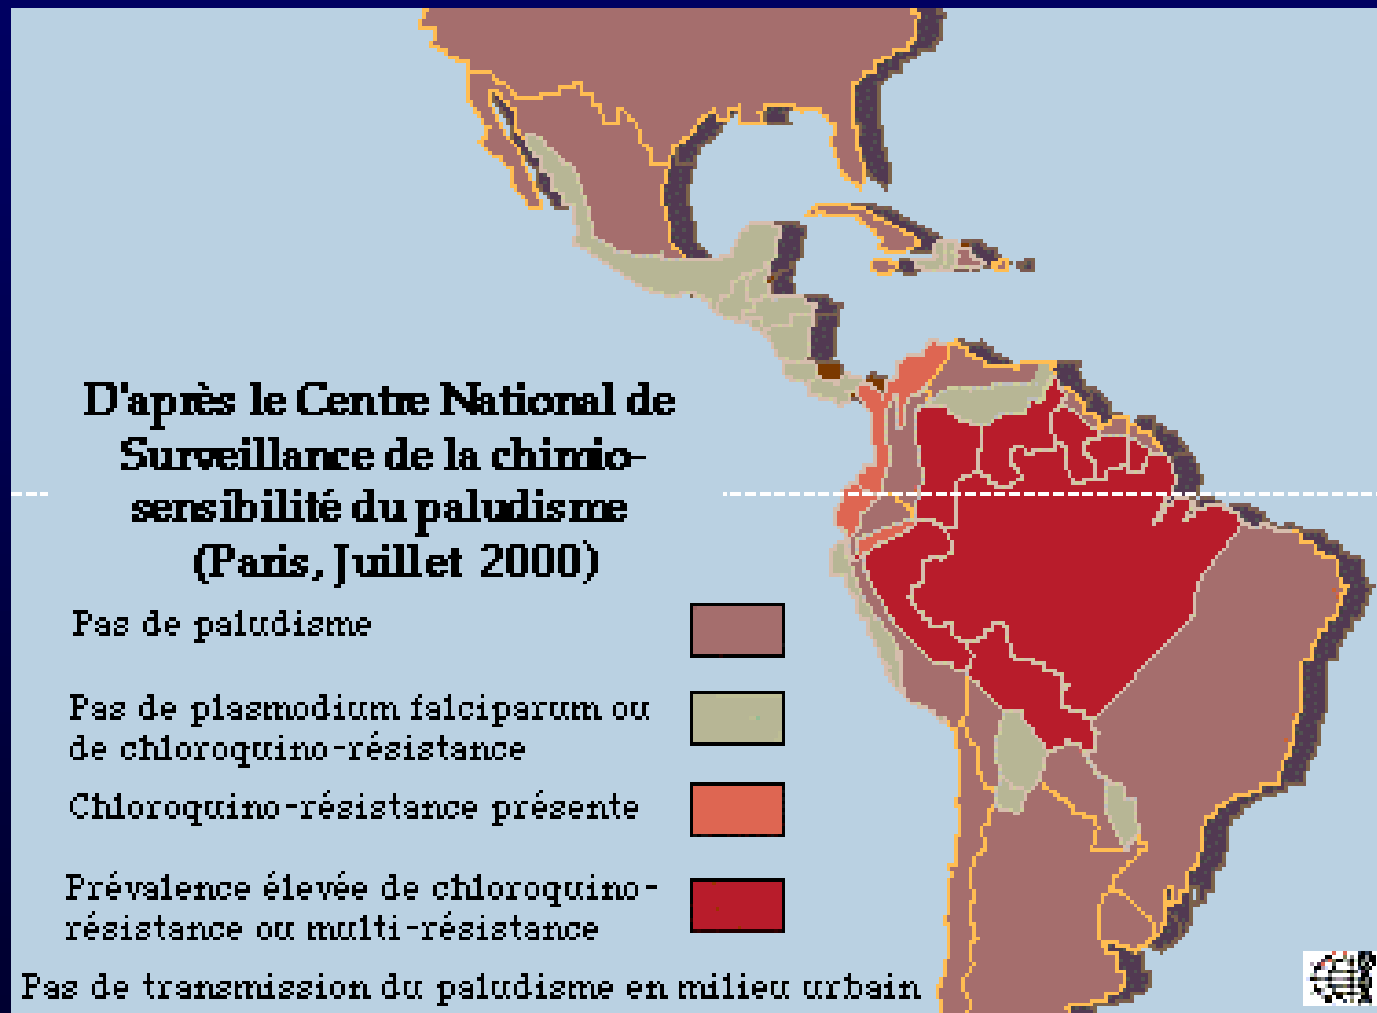 D'après le Centre National de
Surveillance de la chimio-
sensibilité du paludisme
(Paris, Juillet 2000)
Pas de paludisme
Pas de plasmodium falciparum ou
de chloroquino-résistance
Chloroquino-résistance présente
Prévalence élevée de chloroquino-
résistance ou multi-résistance
Pas de transmission du paludisme en milieu urbain